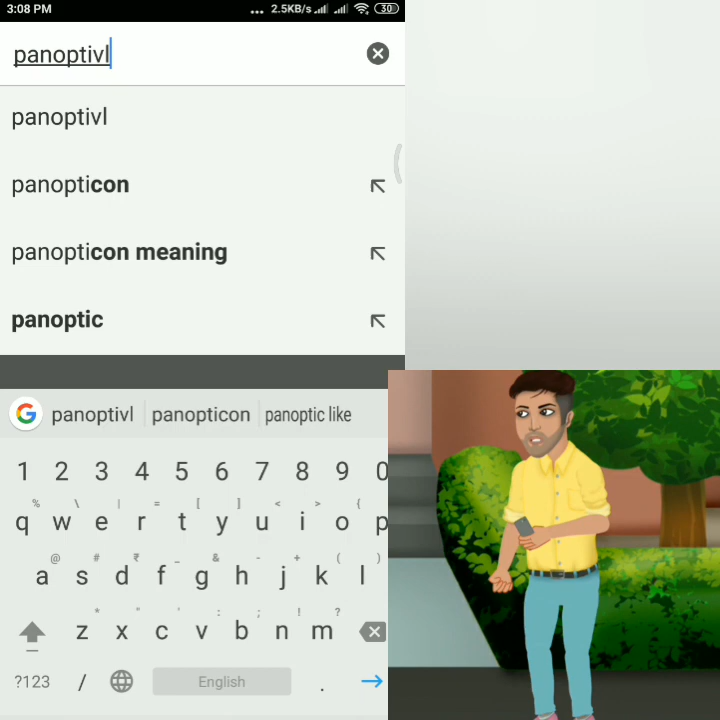 3:08 PM ... 2.5KB/s 30
panoptivl
panoptivl
panopticon
panopticon meaning
panoptic
G panoptivl panopticon panoptic like
1 2 3 4 5 6 7 8 9 0
% \ | = [ ] < > {
q w e r t y u i o p
@ # ₹ _ & - + ( )
a s d f g h j k l
* " ' : ; ! ?
z x c v b n m
?123 / English .